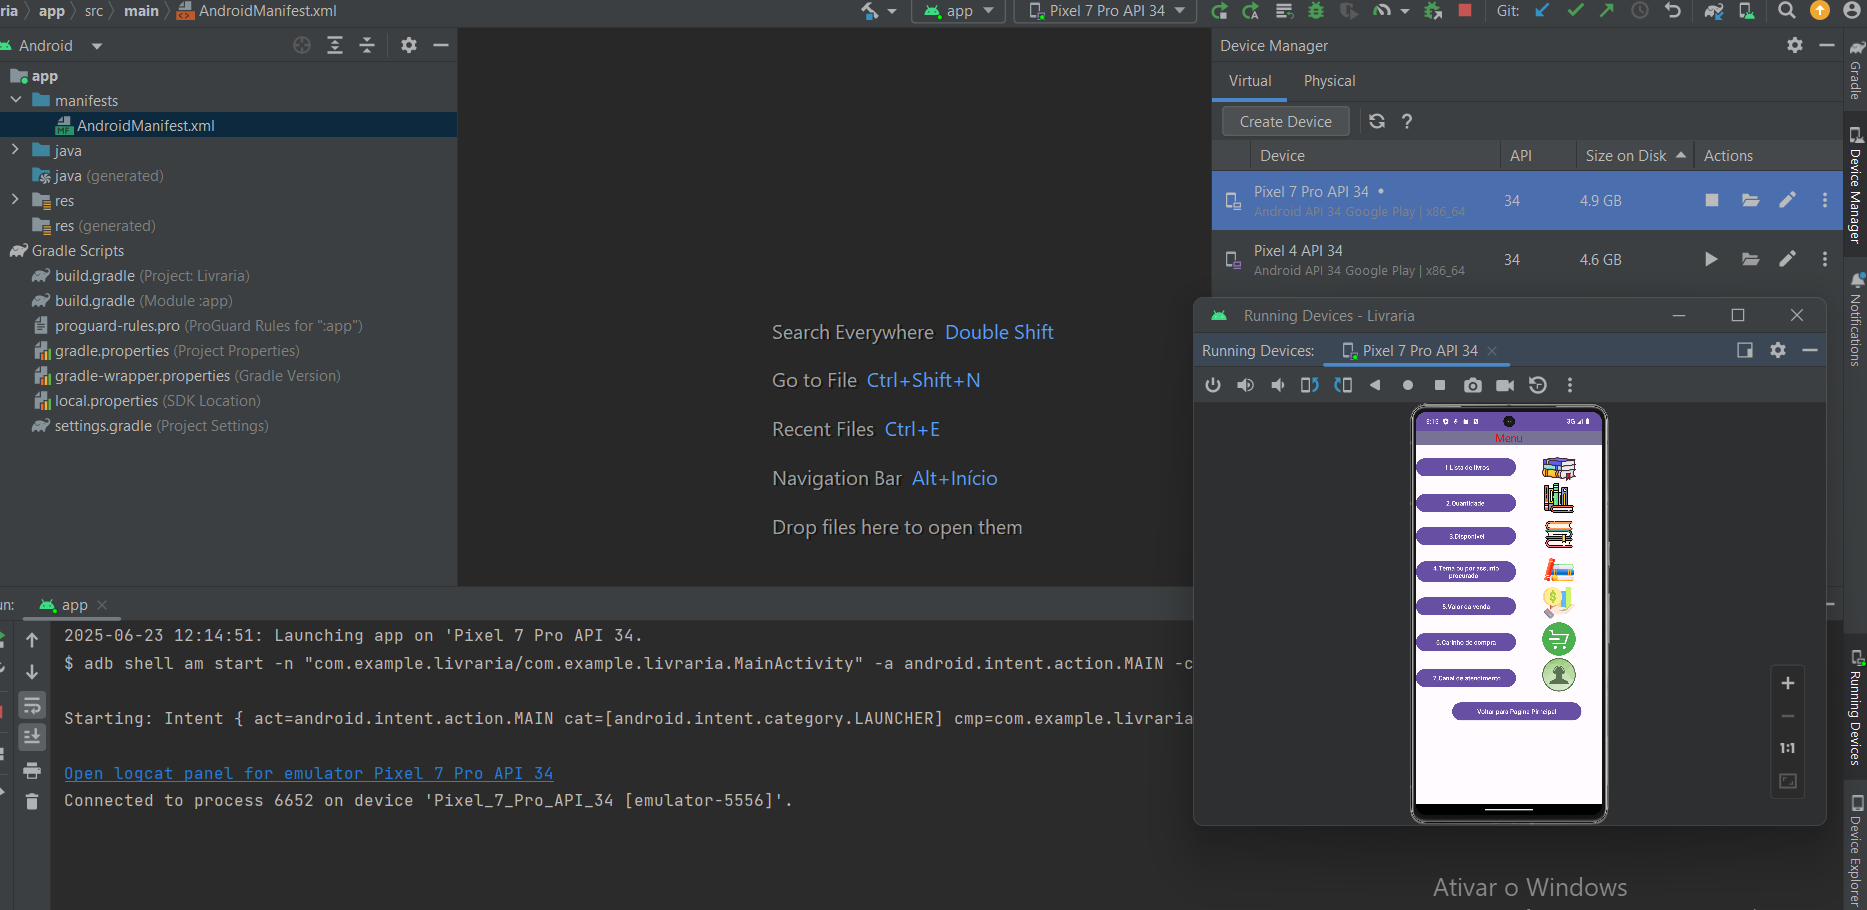 ria app src main AndroidManifest.xml
app Pixel 7 Pro API 34 Git:
Android
app
manifests
AndroidManifest.xml
java
java (generated)
res
res (generated)
Gradle Scripts
build.gradle (Project: Livraria)
build.gradle (Module :app)
proguard-rules.pro (ProGuard Rules for ":app")
gradle.properties (Project Properties)
gradle-wrapper.properties (Gradle Version)
local.properties (SDK Location)
settings.gradle (Project Settings)
Search Everywhere Double Shift
Go to File Ctrl+Shift+N
Recent Files Ctrl+E
Navigation Bar Alt+Início
Drop files here to open them
Device Manager
Virtual Physical
Create Device ?
Device API Size on Disk Actions
Pixel 7 Pro API 34 •
Android API 34 Google Play | x86_64
34 4.9 GB
Pixel 4 API 34
Android API 34 Google Play | x86_64
34 4.6 GB
Running Devices - Livraria
Running Devices: Pixel 7 Pro API 34
3G
Menu
1.Lista de livros
2.Quantidade
3.Disponivel
4.Tema ou por assunto
procurado
5.Valor da venda
6.Carinho de compra
7.Canal de atendimento
Voltar para Pagina Principal
1:1
Gradle
Device Manager
Notifications
Running Devices
Device Explorer
un: app
2025-06-23 12:14:51: Launching app on 'Pixel 7 Pro API 34.
$ adb shell am start -n "com.example.livraria/com.example.livraria.MainActivity" -a android.intent.action.MAIN -c
Starting: Intent { act=android.intent.action.MAIN cat=[android.intent.category.LAUNCHER] cmp=com.example.livraria
Open logcat panel for emulator Pixel 7 Pro API 34
Connected to process 6652 on device 'Pixel_7_Pro_API_34 [emulator-5556]'.
Ativar o Windows